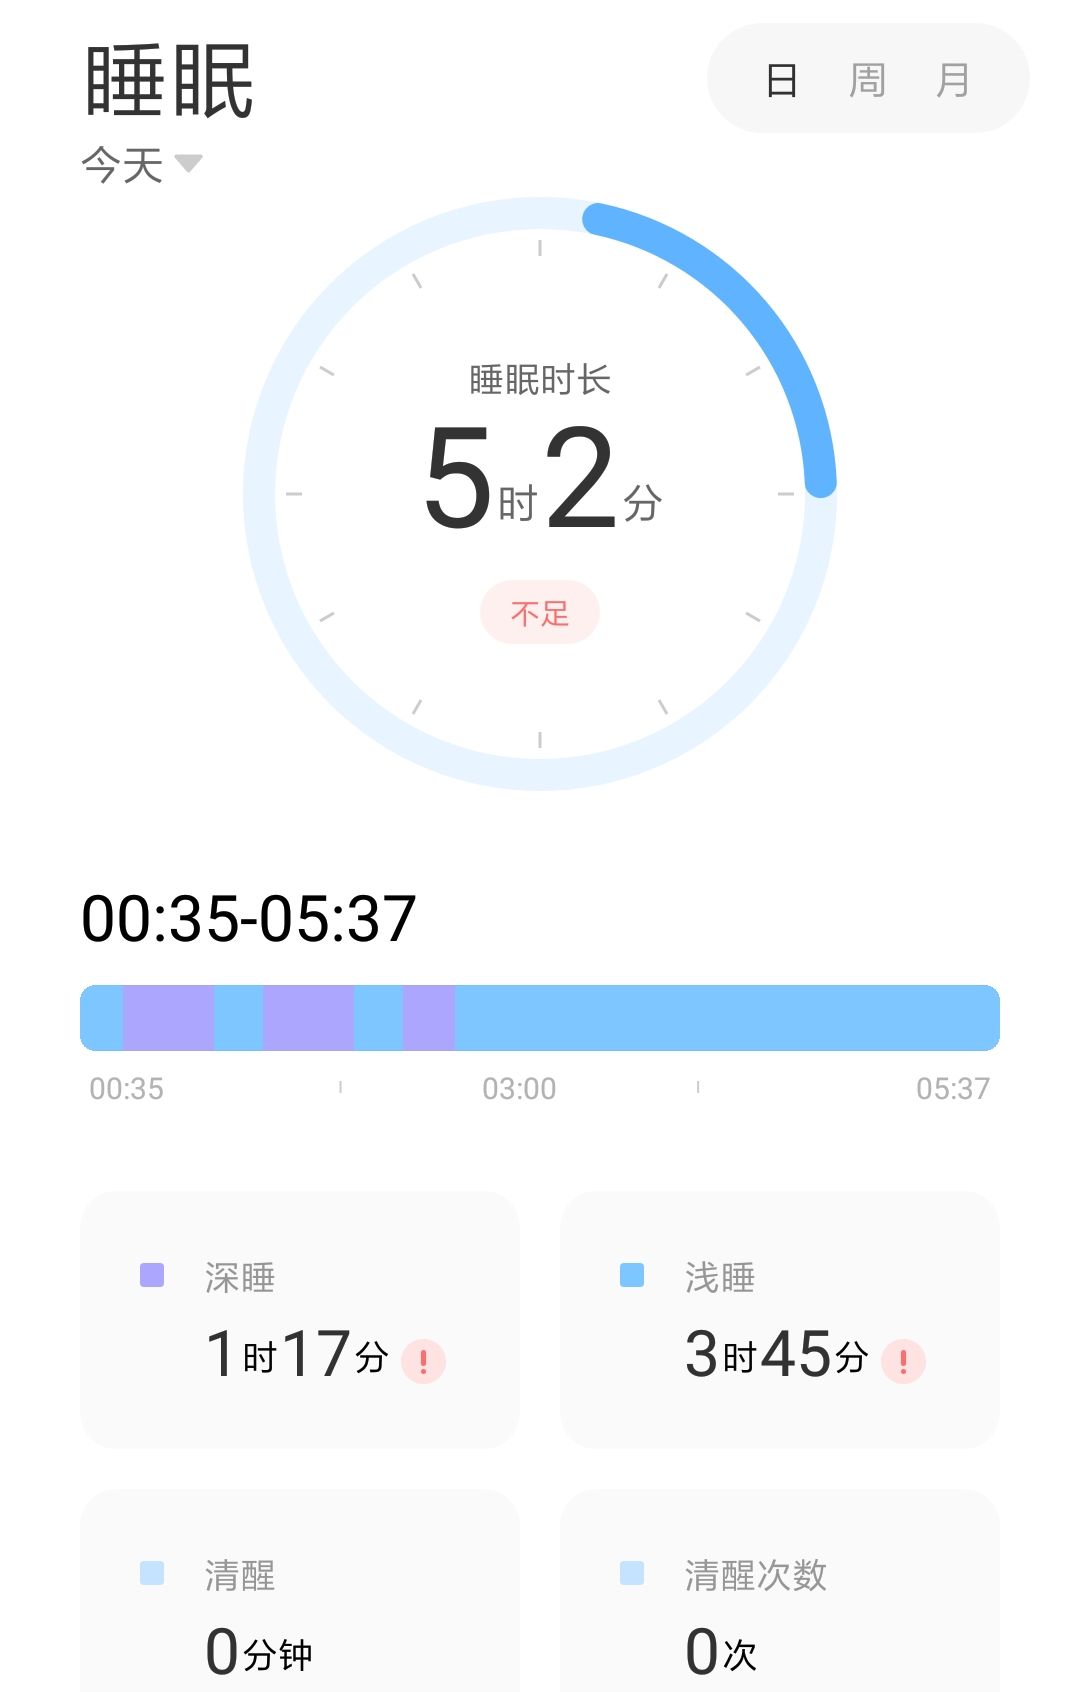 睡眠
日 周 月
今天
睡眠时长
5时2分
不足
00:35-05:37
00:35 03:00 05:37
深睡 浅睡
1时17分 3时45分
清醒 清醒次数
0分钟 0次